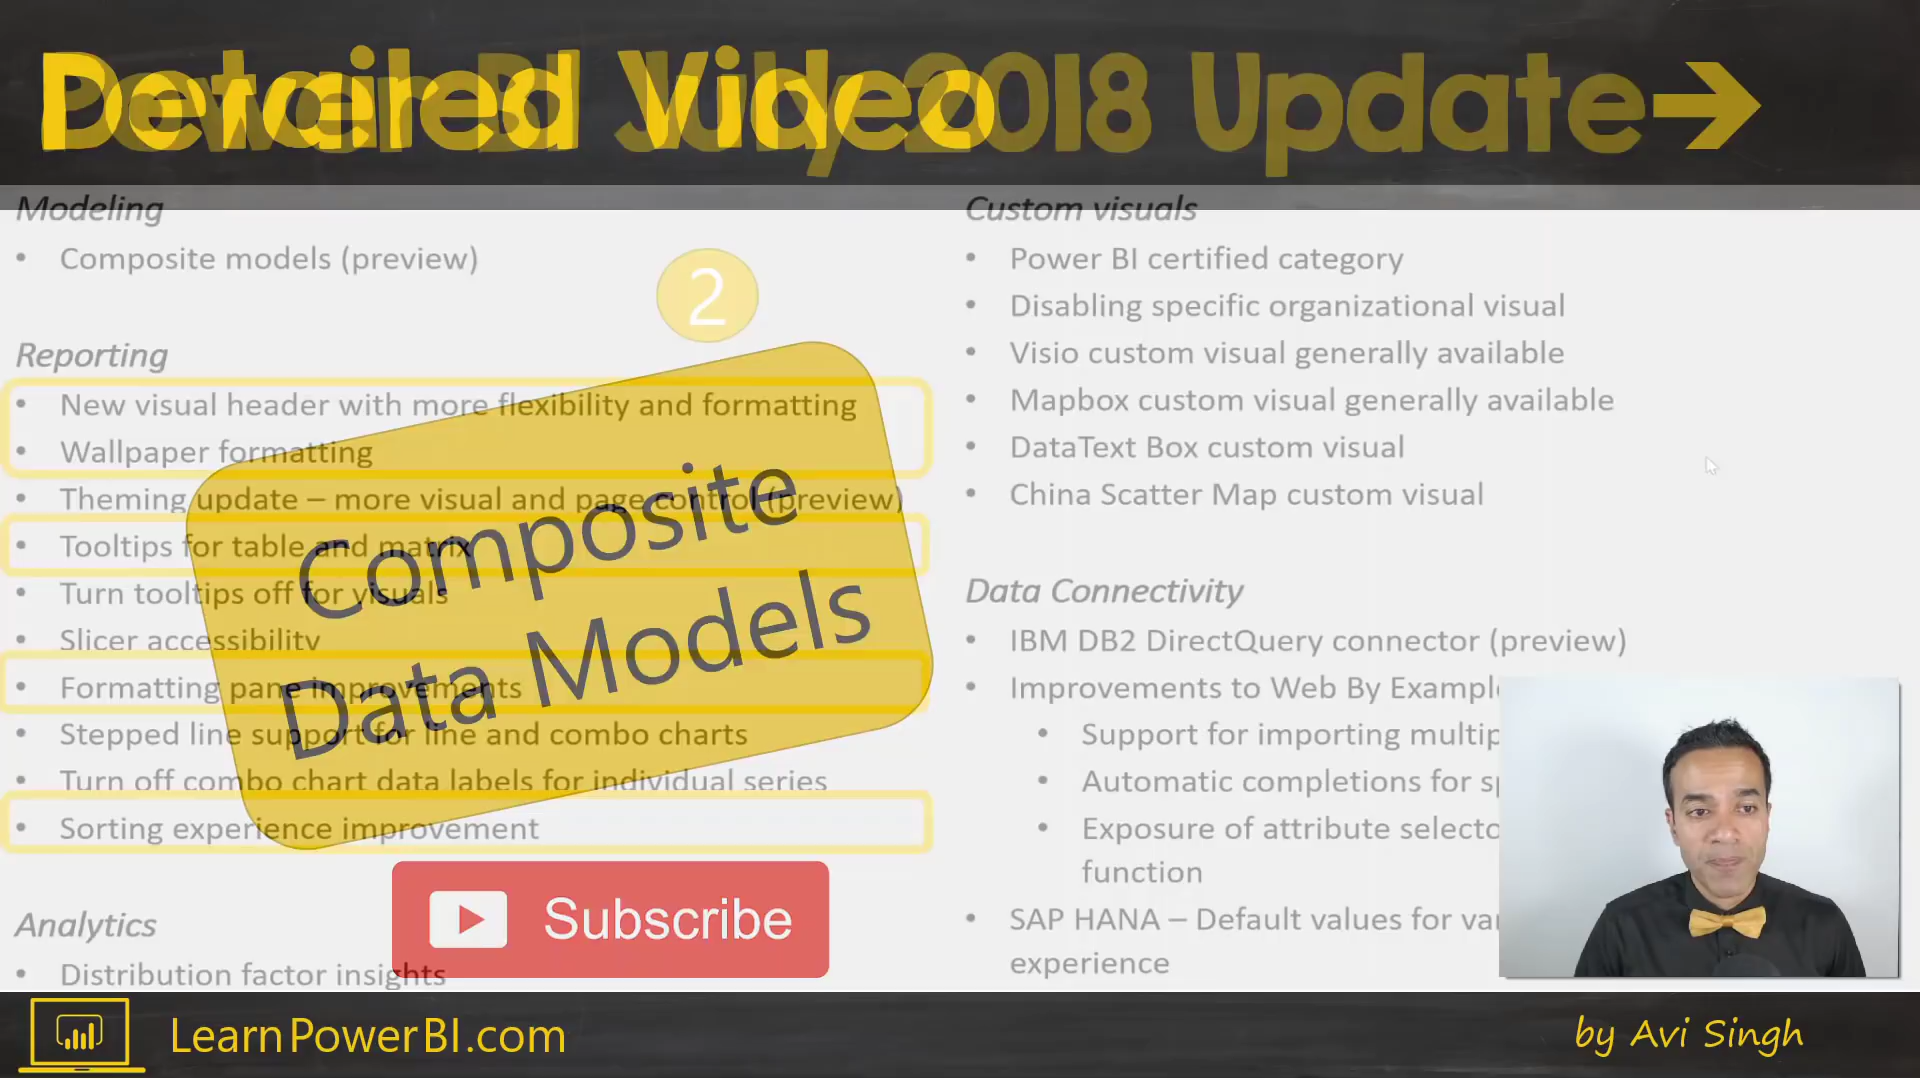 Detailed Video
Power BI July 2018 Update→
Modeling
• Composite models (preview)
Reporting
• New visual header with more flexibility and formatting
• Wallpaper formatting
• Theming update – more visual and page control (preview)
• Tooltips for table and matrix
• Turn tooltips off for visuals
• Slicer accessibility
• Formatting pane improvements
• Stepped line support for line and combo charts
• Turn off combo chart data labels for individual series
• Sorting experience improvement
Analytics
• Distribution factor insights
2
Composite
Data Models
Subscribe
Custom visuals
• Power BI certified category
• Disabling specific organizational visual
• Visio custom visual generally available
• Mapbox custom visual generally available
• DataText Box custom visual
• China Scatter Map custom visual
Data Connectivity
• IBM DB2 DirectQuery connector (preview)
• Improvements to Web By
• Support for importing
• Automatic completions for
• Exposure of attribute
function
• SAP HANA – Default values for
experience
LearnPowerBI.com
by Avi Singh